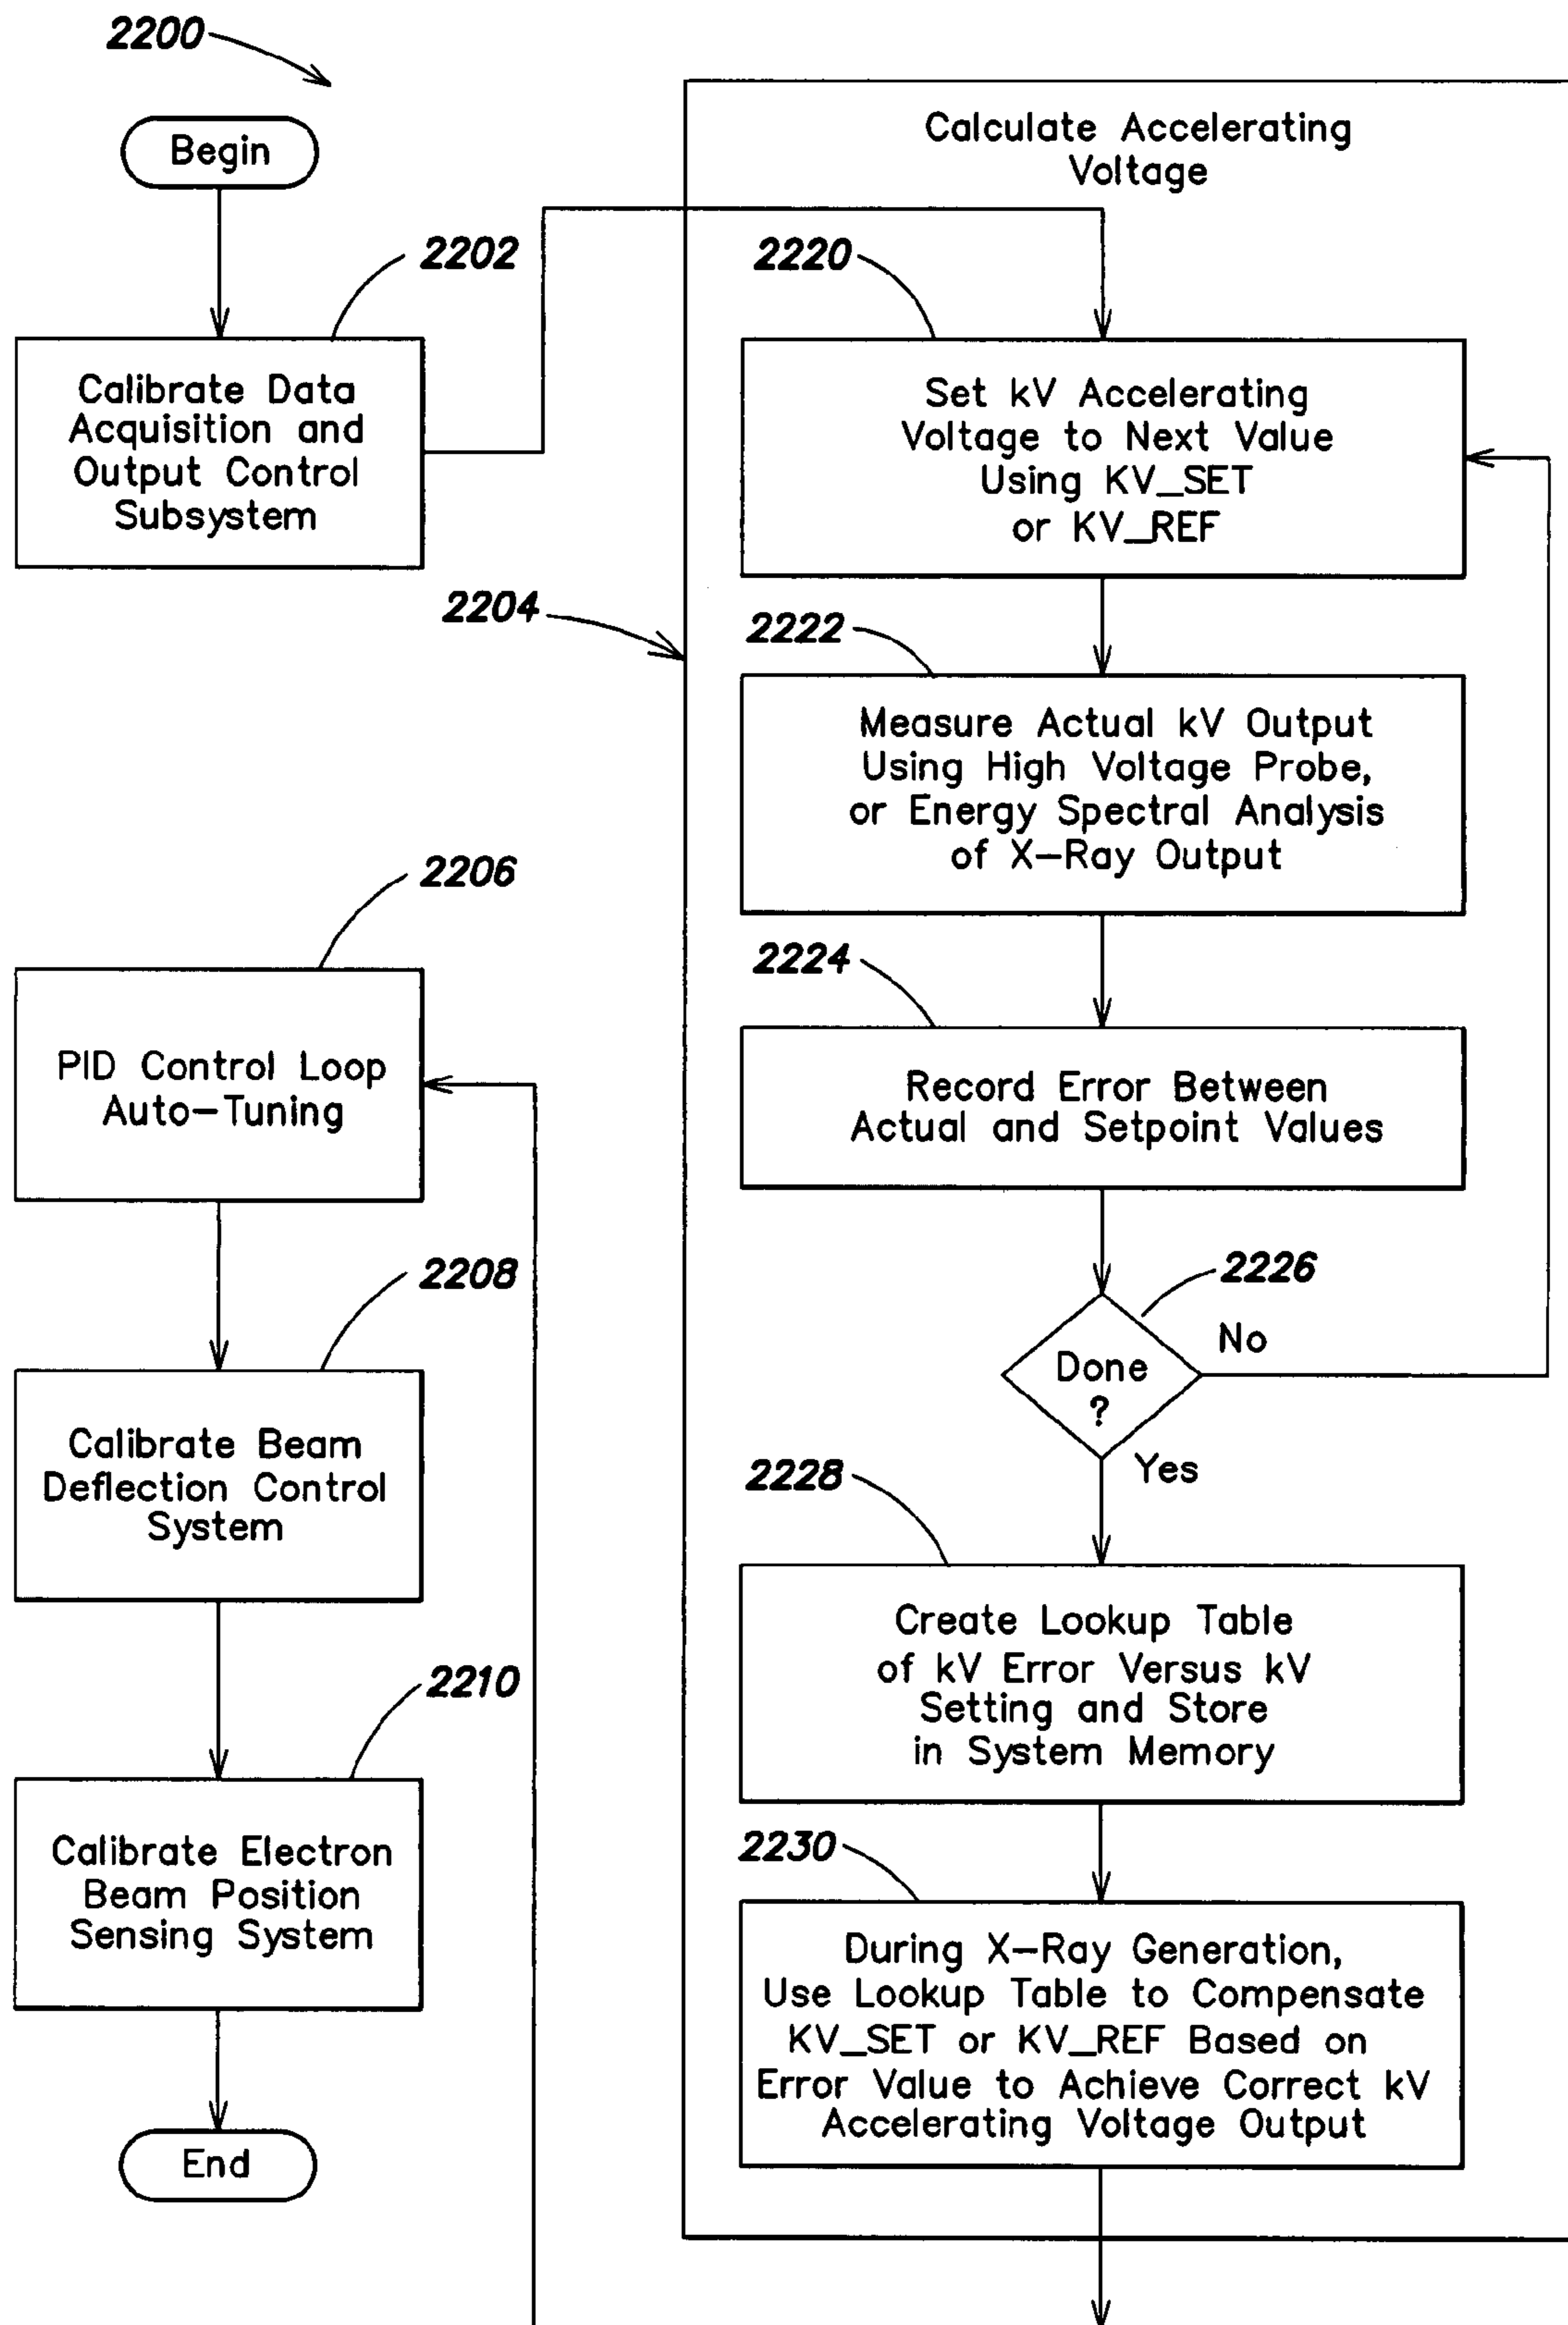 2200
Begin
2202
Calibrate Data
Acquisition and
Output Control
Subsystem
2204
Calculate Accelerating
Voltage
2220
Set kV Accelerating
Voltage to Next Value
Using KV_SET
or KV_REF
2222
Measure Actual kV Output
Using High Voltage Probe,
or Energy Spectral Analysis
of X-Ray Output
2224
Record Error Between
Actual and Setpoint Values
2226
Done
?
No
Yes
2228
Create Lookup Table
of kV Error Versus kV
Setting and Store
in System Memory
2230
During X-Ray Generation,
Use Lookup Table to Compensate
KV_SET or KV_REF Based on
Error Value to Achieve Correct kV
Accelerating Voltage Output
2206
PID Control Loop
Auto-Tuning
2208
Calibrate Beam
Deflection Control
System
2210
Calibrate Electron
Beam Position
Sensing System
End